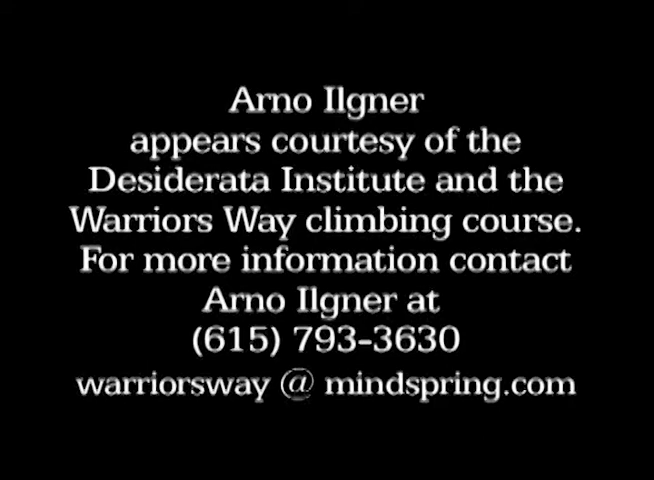 Arno Ilgner
appears courtesy of the
Desiderata Institute and the
Warriors Way climbing course.
For more information contact
Arno Ilgner at
(615) 793-3630
warriorsway @ mindspring.com